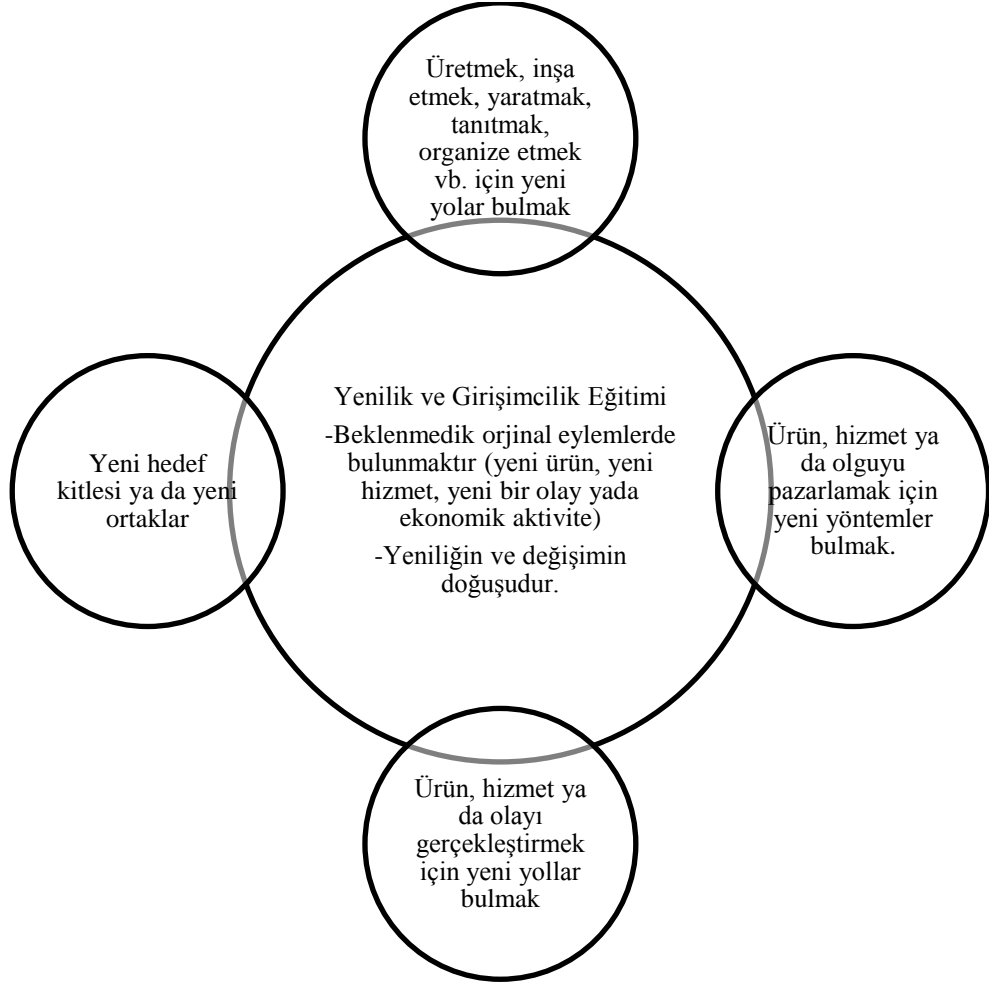 Üretmek, inşa
etmek, yaratmak,
tanıtmak,
organize etmek
vb. için yeni
yolar bulmak
Yenilik ve Girişimcilik Eğitimi
-Beklenmedik orjinal eylemlerde
bulunmaktır (yeni ürün, yeni
hizmet, yeni bir olay yada
ekonomik aktivite)
-Yeniliğin ve değişimin
doğuşudur.
Yeni hedef
kitlesi ya da yeni
ortaklar
Ürün, hizmet ya
da olguyu
pazarlamak için
yeni yöntemler
bulmak.
Ürün, hizmet ya
da olayı
gerçekleştirmek
için yeni yollar
bulmak